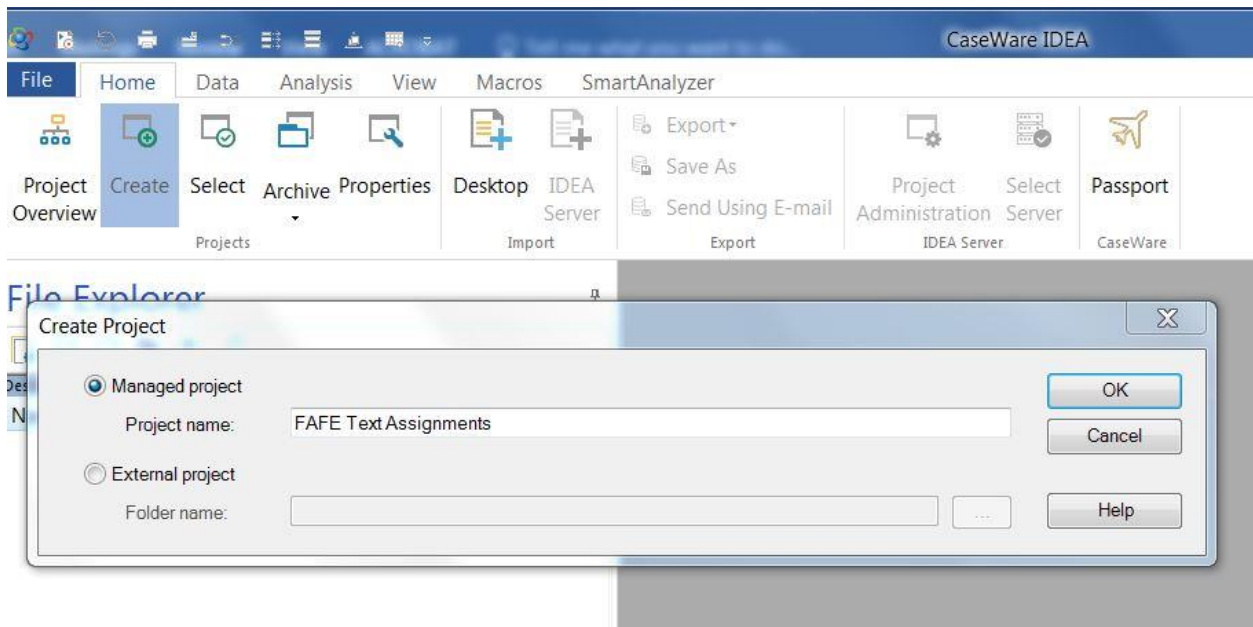 CaseWare IDEA
File Home Data Analysis View Macros SmartAnalyzer
Project Overview
Create
Select
Archive
Properties
Desktop
IDEA Server
Export
Save As
Send Using E-mail
Project Administration
Select Server
Passport
Projects Import Export IDEA Server CaseWare
File Explorer
Create Project
Managed project
Project name: FAFE Text Assignments
External project
Folder name:
...
OK
Cancel
Help